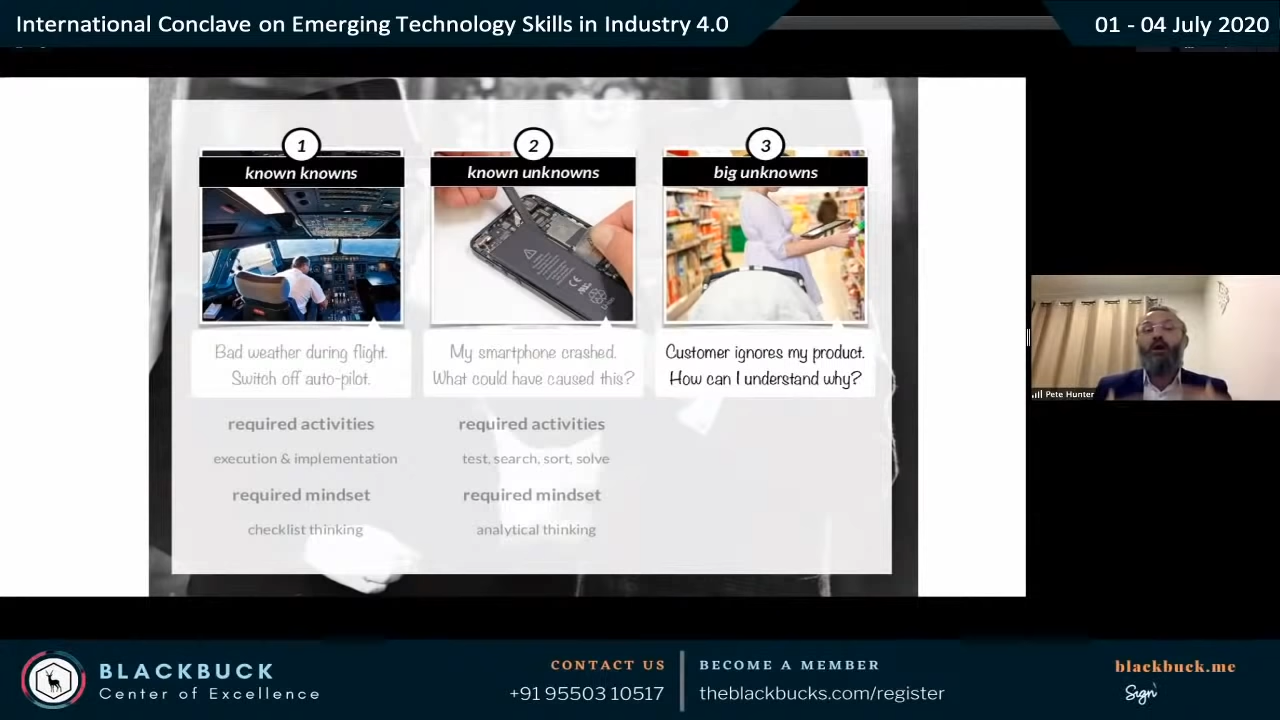 International Conclave on Emerging Technology Skills in Industry 4.0
01 - 04 July 2020
1
known knowns
Bad weather during flight.
Switch off auto-pilot.
required activities
execution & implementation
required mindset
checklist thinking
2
known unknowns
My smartphone crashed.
What could have caused this?
required activities
test, search, sort, solve
required mindset
analytical thinking
3
big unknowns
Customer ignores my product.
How can I understand why?
Pete Hunter
BLACKBUCK
Center of Excellence
CONTACT US
+91 95503 10517
BECOME A MEMBER
theblackbucks.com/register
blackbuck.me
Sign